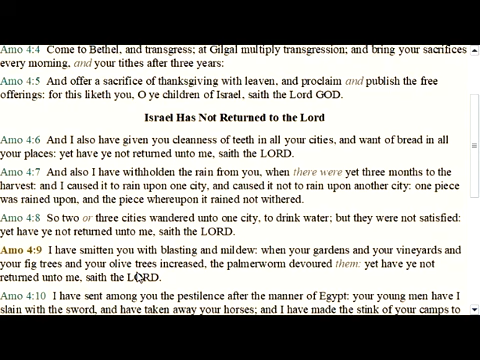 Amo 4:4 Come to Bethel, and transgress; at Gilgal multiply transgression; and bring your sacrifices
every morning, and your tithes after three years:
Amo 4:5 And offer a sacrifice of thanksgiving with leaven, and proclaim and publish the free
offerings: for this liketh you, O ye children of Israel, saith the Lord GOD.
Israel Has Not Returned to the Lord
Amo 4:6 And I also have given you cleanness of teeth in all your cities, and want of bread in all
your places: yet have ye not returned unto me, saith the LORD.
Amo 4:7 And also I have withholden the rain from you, when there were yet three months to the
harvest: and I caused it to rain upon one city, and caused it not to rain upon another city: one piece
was rained upon, and the piece whereupon it rained not withered.
Amo 4:8 So two or three cities wandered unto one city, to drink water; but they were not satisfied:
yet have ye not returned unto me, saith the LORD.
Amo 4:9 I have smitten you with blasting and mildew: when your gardens and your vineyards and
your fig trees and your olive trees increased, the palmerworm devoured them: yet have ye not
returned unto me, saith the LORD.
Amo 4:10 I have sent among you the pestilence after the manner of Egypt: your young men have I
slain with the sword, and have taken away your horses; and I have made the stink of your camps to